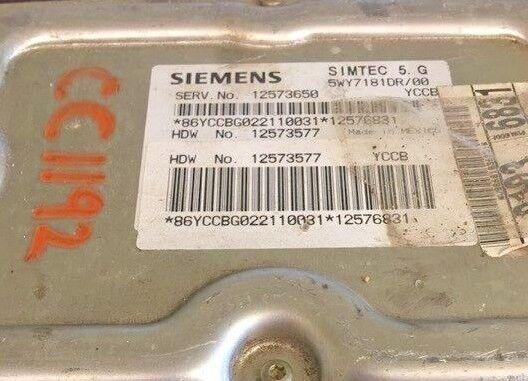 SIEMENS SIMTEC 5. G
5WY7181DR/00
SERV. No. 12573650 YCCB
*86YCCBG022110031*12576831
HDW No. 12573577 Made in MEXICO
HDW No. 12573577 YCCB
*86YCCBG022110031*12576831
CC1192
6831